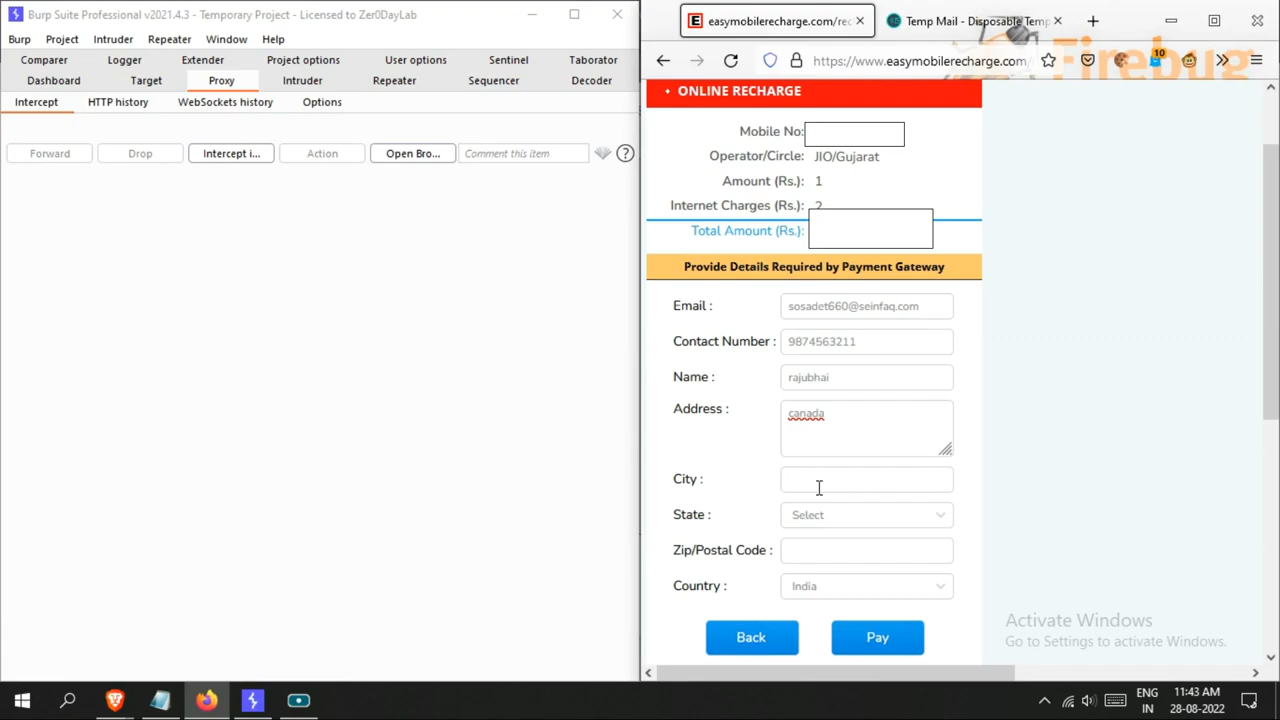 Burp Suite Professional v2021.4.3 - Temporary Project - Licensed to Zer0DayLab
Burp Project Intruder Repeater Window Help
Comparer Logger Extender Project options User options Sentinel Taborator
Dashboard Target Proxy Intruder Repeater Sequencer Decoder
Intercept HTTP history WebSockets history Options
Forward Drop Intercept i... Action Open Bro... Comment this item ?
easymobilerecharge.com/rec Temp Mail - Disposable Temp
https://www.easymobilerecharge.com 10
Firebug
• ONLINE RECHARGE
Mobile No:
Operator/Circle: JIO/Gujarat
Amount (Rs.): 1
Internet Charges (Rs.): 2
Total Amount (Rs.):
Provide Details Required by Payment Gateway
Email : sosadet660@seinfaq.com
Contact Number : 9874563211
Name : rajubhai
Address : canada
City :
State : Select
Zip/Postal Code :
Country : India
Back Pay
Activate Windows
Go to Settings to activate Windows.
ENG
IN
11:43 AM
28-08-2022